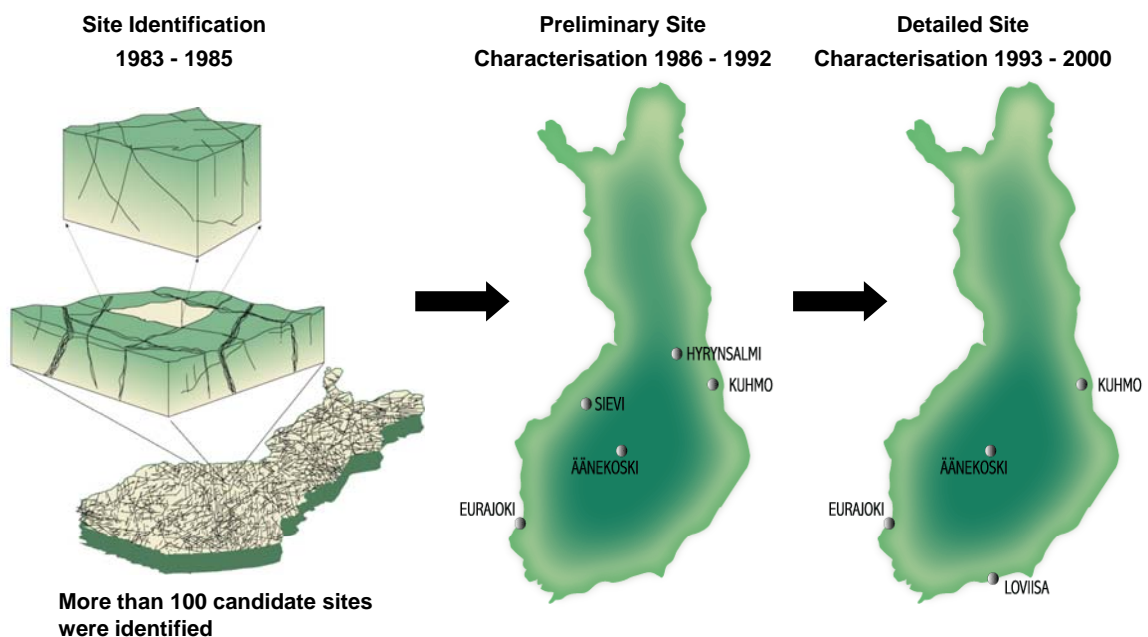 Site Identification
1983 - 1985
More than 100 candidate sites
were identified
Preliminary Site
Characterisation 1986 - 1992
HYRYNSALMI
KUHMO
SIEVI
ÄÄNEKOSKI
EURAJOKI
Detailed Site
Characterisation 1993 - 2000
KUHMO
ÄÄNEKOSKI
EURAJOKI
LOVIISA